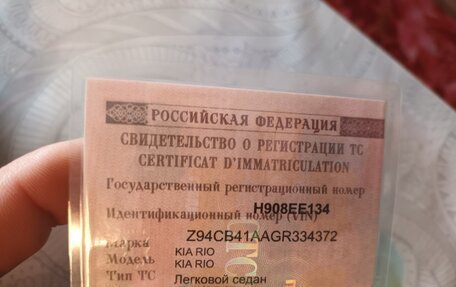 РОССИЙСКАЯ ФЕДЕРАЦИЯ
СВИДЕТЕЛЬСТВО О РЕГИСТРАЦИИ ТС
CERTIFICAT D'IMMATRICULATION
Государственный регистрационный номер
Н908ЕЕ134
Идентификационный номер (VIN)
Z94CB41AAGR334372
Марка KIA RIO
Модель KIA RIO
Тип ТС Легковой седан